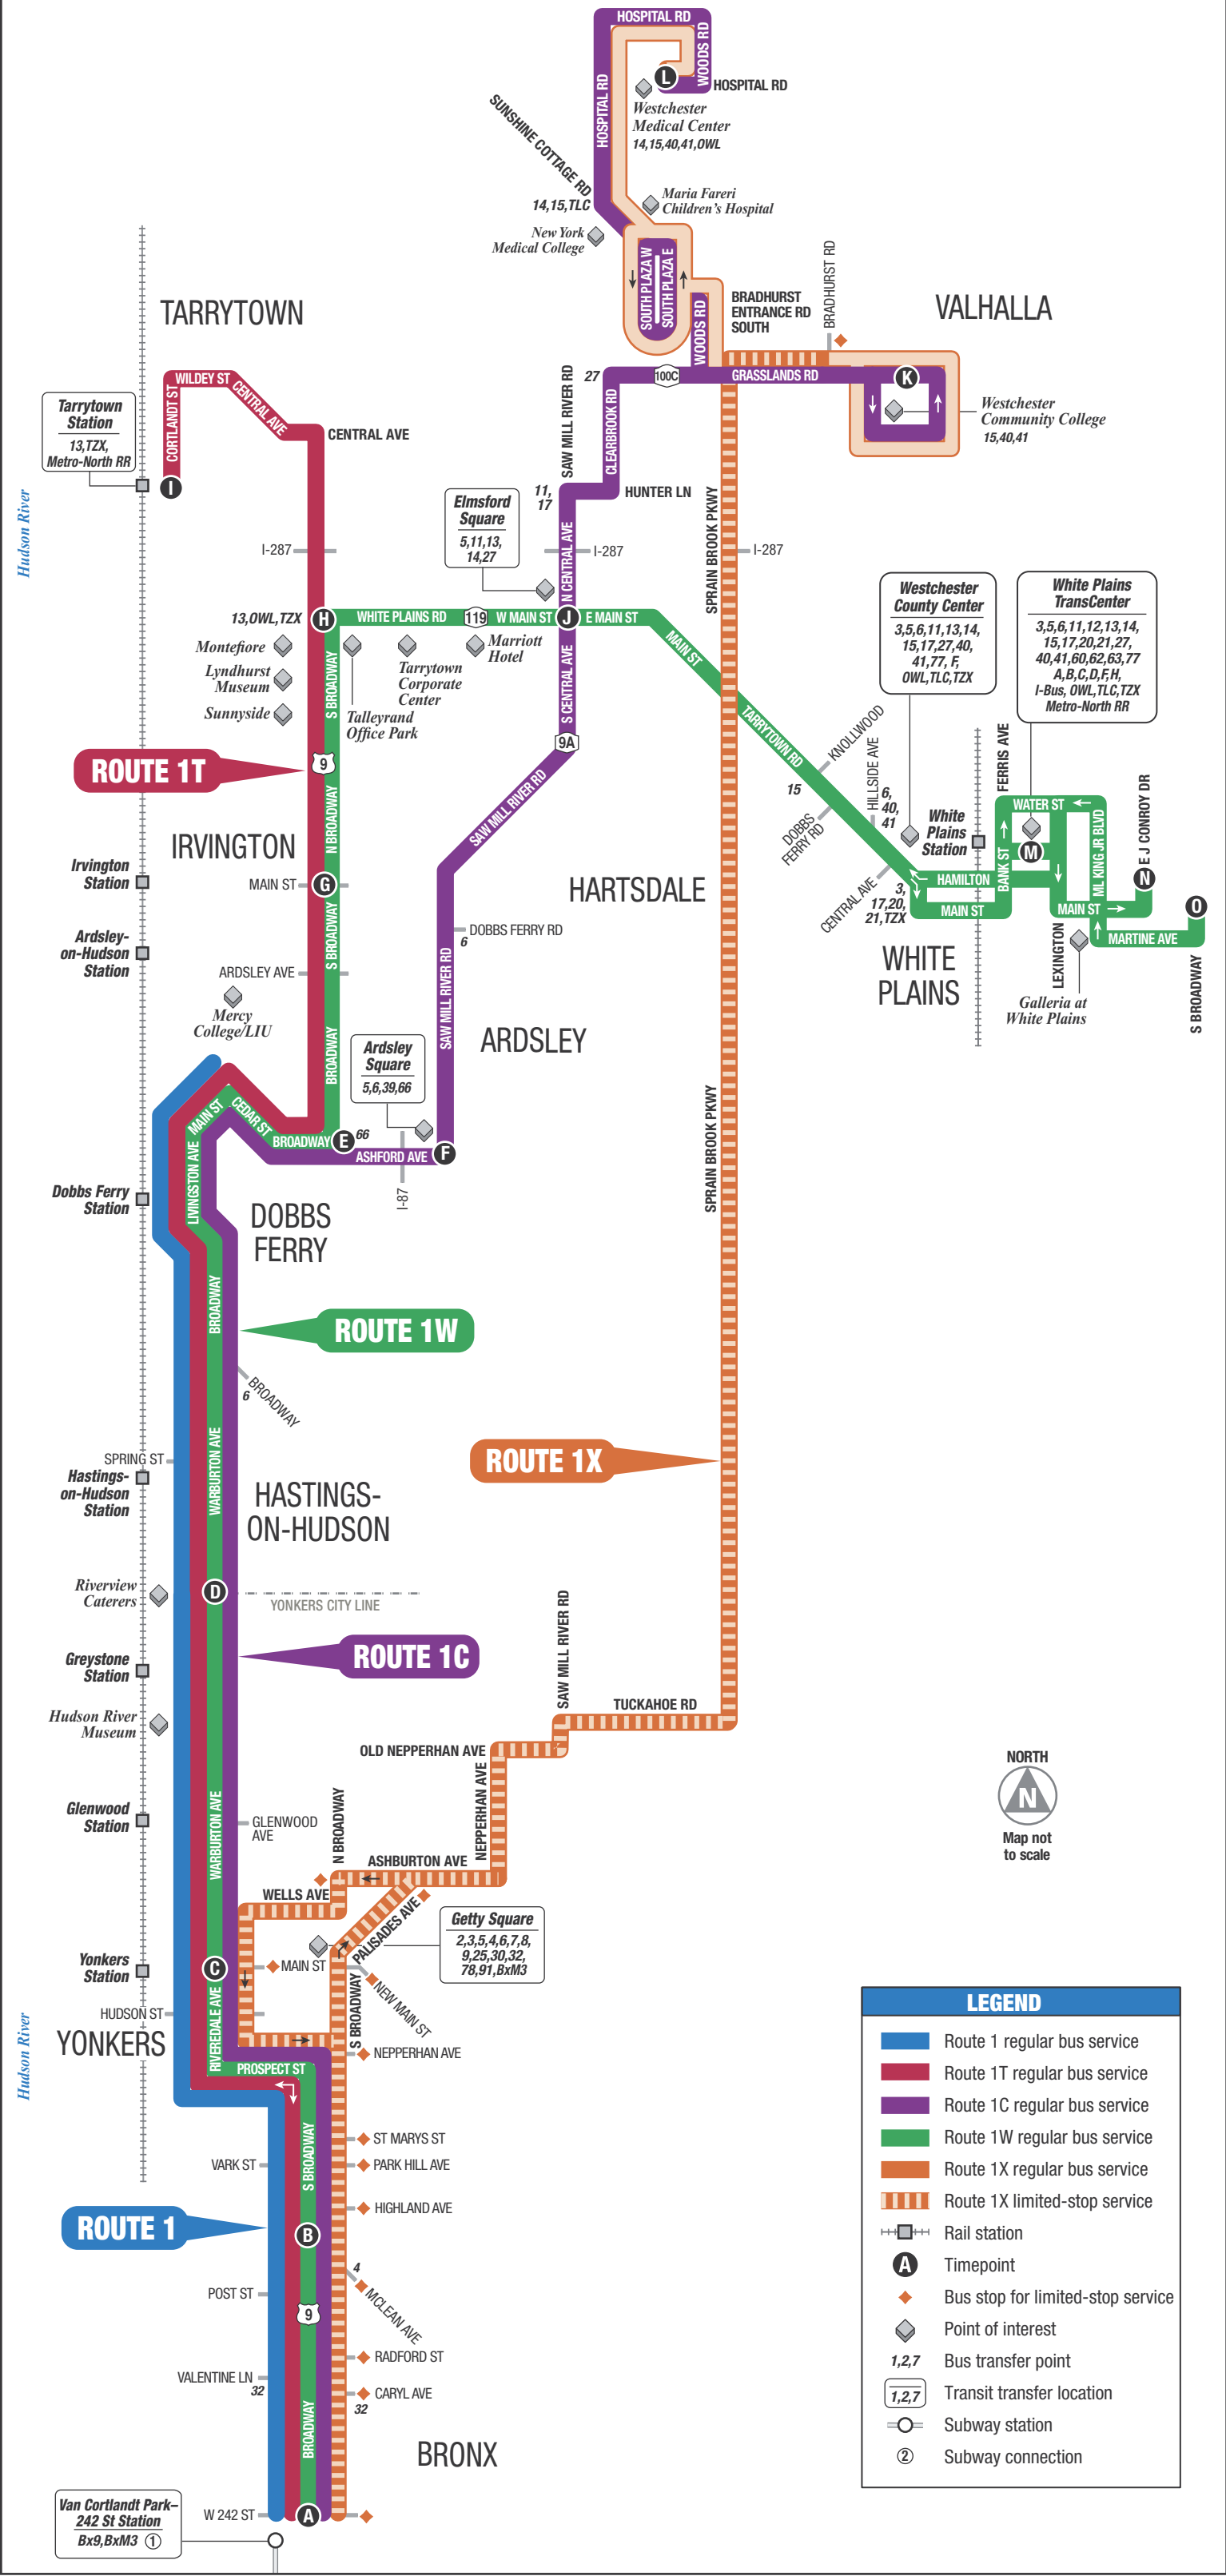 HOSPITAL RD
WOODS RD
HOSPITAL RD
L
HOSPITAL RD
Westchester
Medical Center
14,15,40,41,OWL
SUNSHINE COTTAGE RD
14,15,TLC
Maria Fareri
Children's Hospital
New York
Medical College
SOUTH PLAZA W
SOUTH PLAZA E
WOODS RD
BRADHURST
ENTRANCE RD
SOUTH
BRADHURST RD
VALHALLA
TARRYTOWN
WILDEY ST
CENTRAL AVE
CORTLANDT ST
CENTRAL AVE
Tarrytown
Station
13,TZX,
Metro-North RR
I
Hudson River
SAW MILL RIVER RD
27
100C
GRASSLANDS RD
K
CLEARBROOK RD
Westchester
Community College
15,40,41
11,
17
HUNTER LN
Elmsford
Square
5,11,13,
14,27
N CENTRAL AVE
SPRAIN BROOK PKWY
I-287
I-287
I-287
13,OWL,TZX
H
WHITE PLAINS RD
119
W MAIN ST
J
E MAIN ST
MAIN ST
Montefiore
Lyndhurst
Museum
Sunnyside
S BROADWAY
Talleyrand
Office Park
Tarrytown
Corporate
Center
Marriott
Hotel
S CENTRAL AVE
9A
Westchester
County Center
3,5,6,11,13,14,
15,17,27,40,
41,77, F,
OWL,TLC,TZX
White Plains
TransCenter
3,5,6,11,12,13,14,
15,17,20,21,27,
40,41,60,62,63,77
A,B,C,D,F,H,
I-Bus, OWL,TLC,TZX
Metro-North RR
TARRYTOWN RD
KNOLLWOOD
15
HILLSIDE AVE
6,
40,
41
DOBBS
FERRY RD
CENTRAL AVE
3,
17,20,
21,TZX
White
Plains
Station
FERRIS AVE
WATER ST
BANK ST
M
ML KING JR BLVD
E J CONROY DR
N
HAMILTON
MAIN ST
MAIN ST
O
MARTINE AVE
LEXINGTON
S BROADWAY
WHITE
PLAINS
Galleria at
White Plains
ROUTE 1T
9
N BROADWAY
SAW MILL RIVER RD
IRVINGTON
Irvington
Station
MAIN ST
G
HARTSDALE
S BROADWAY
DOBBS FERRY RD
6
Ardsley-
on-Hudson
Station
ARDSLEY AVE
SAW MILL RIVER RD
Mercy
College/LIU
BROADWAY
ARDSLEY
Ardsley
Square
5,6,39,66
MAIN ST
CEDAR ST
BROADWAY
E
66
ASHFORD AVE
F
I-87
LIVINGSTON AVE
Dobbs Ferry
Station
DOBBS
FERRY
SPRAIN BROOK PKWY
BROADWAY
ROUTE 1W
BROADWAY
6
SPRING ST
Hastings-
on-Hudson
Station
WARBURTON AVE
HASTINGS-
ON-HUDSON
ROUTE 1X
Riverview
Caterers
D
YONKERS CITY LINE
Greystone
Station
ROUTE 1C
SAW MILL RIVER RD
TUCKAHOE RD
Hudson River
Museum
OLD NEPPERHAN AVE
NEPPERHAN AVE
Glenwood
Station
WARBURTON AVE
GLENWOOD
AVE
N BROADWAY
ASHBURTON AVE
WELLS AVE
NORTH
N
Map not
to scale
PALISADES AVE
Getty Square
2,3,5,4,6,7,8,
9,25,30,32,
78,91,BxM3
Yonkers
Station
C
MAIN ST
NEW MAIN ST
HUDSON ST
RIVEREDALE AVE
S BROADWAY
YONKERS
Hudson River
PROSPECT ST
NEPPERHAN AVE
S BROADWAY
ST MARYS ST
VARK ST
PARK HILL AVE
HIGHLAND AVE
ROUTE 1
B
4
MCLEAN AVE
POST ST
9
RADFORD ST
VALENTINE LN
32
CARYL AVE
32
BROADWAY
BRONX
Van Cortlandt Park–
242 St Station
Bx9,BxM3 1
W 242 ST
A
LEGEND
Route 1 regular bus service
Route 1T regular bus service
Route 1C regular bus service
Route 1W regular bus service
Route 1X regular bus service
Route 1X limited-stop service
Rail station
A Timepoint
Bus stop for limited-stop service
Point of interest
1,2,7 Bus transfer point
1,2,7 Transit transfer location
Subway station
2 Subway connection